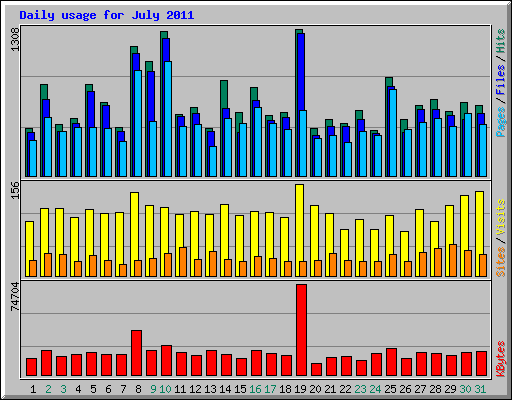 Daily usage for July 2011
1308
Pages / Files / Hits
156
Sites / Visits
74704
KBytes
1 2 3 4 5 6 7 8 9 10 11 12 13 14 15 16 17 18 19 20 21 22 23 24 25 26 27 28 29 30 31